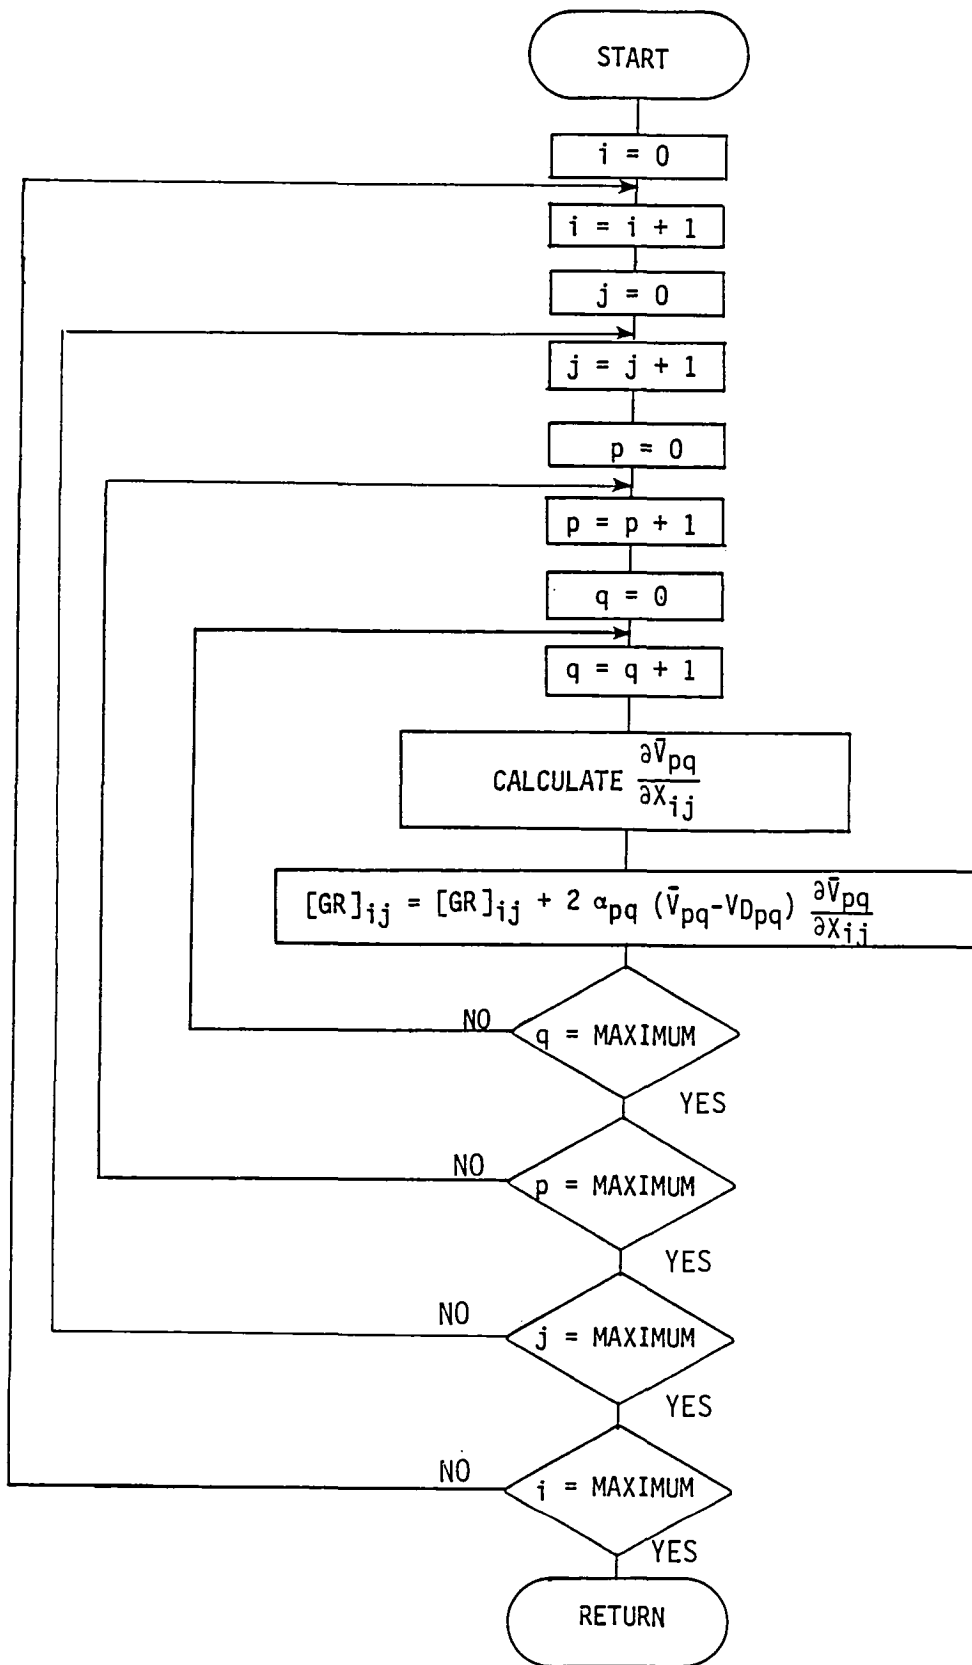 START
i = 0
i = i + 1
j = 0
j = j + 1
p = 0
p = p + 1
q = 0
q = q + 1
CALCULATE ∂V̄pq/∂Xij
[GR]ij = [GR]ij + 2 αpq (V̄pq-VDpq) ∂V̄pq/∂Xij
NO
q = MAXIMUM
YES
NO
p = MAXIMUM
YES
NO
j = MAXIMUM
YES
NO
i = MAXIMUM
YES
RETURN